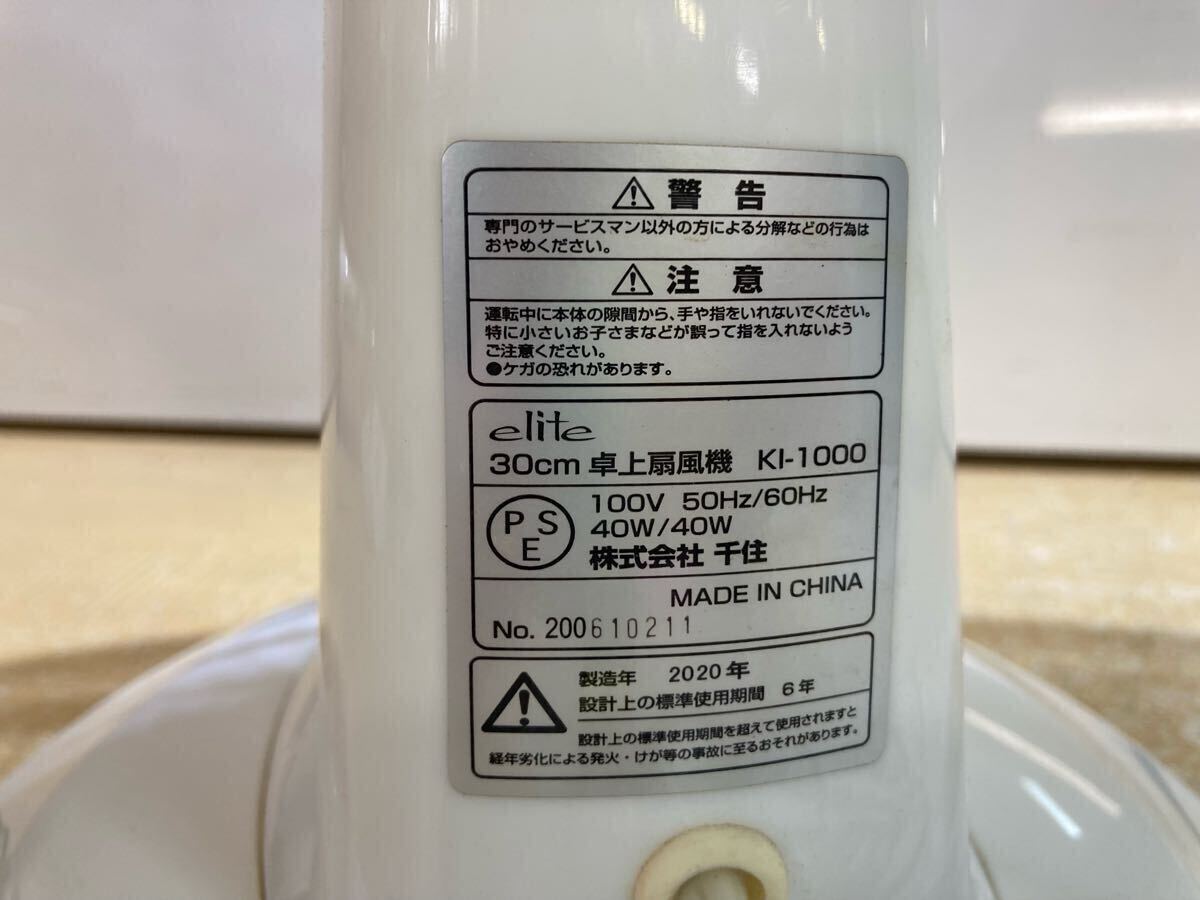 ⚠ 警告
専門のサービスマン以外の方による分解などの行為は
おやめください。
⚠ 注意
運転中に本体の隙間から、手や指をいれないでください。
特に小さいお子さまなどが誤って指を入れないよう
ご注意ください。
●ケガの恐れがあります。
elite
30cm 卓上扇風機 KI-1000
PSE
100V 50Hz/60Hz
40W/40W
株式会社 千住
MADE IN CHINA
No. 200610211
製造年 2020年
設計上の標準使用期間 6年
設計上の標準使用期間を超えて使用されますと
経年劣化による発火・けが等の事故に至るおそれがあります。